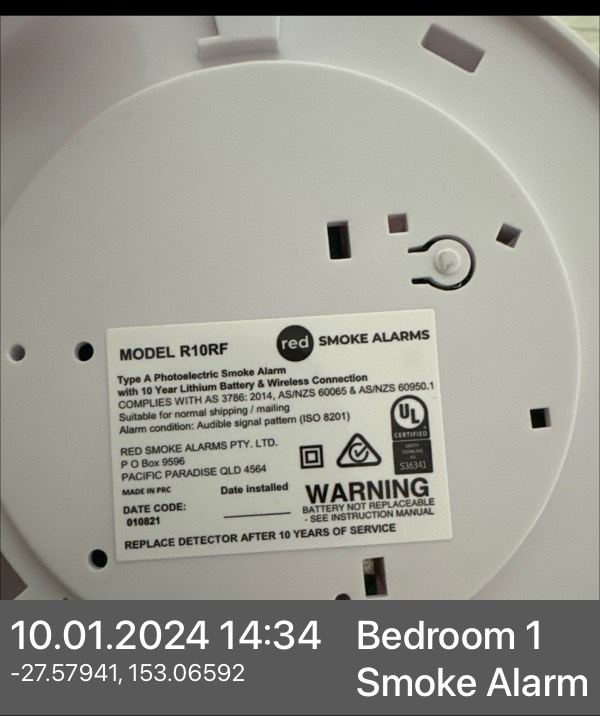 MODEL R10RF
red SMOKE ALARMS
Type A Photoelectric Smoke Alarm
with 10 Year Lithium Battery & Wireless Connection
COMPLIES WITH AS 3786: 2014, AS/NZS 60065 & AS/NZS 60950.1
Suitable for normal shipping / mailing
Alarm condition: Audible signal pattern (ISO 8201)
RED SMOKE ALARMS PTY. LTD.
P O Box 9596
PACIFIC PARADISE QLD 4564
UL
CERTIFIED
SAFETY
AS
S36341
MADE IN PRC
Date installed
DATE CODE:
010821
WARNING
BATTERY NOT REPLACEABLE
- SEE INSTRUCTION MANUAL
REPLACE DETECTOR AFTER 10 YEARS OF SERVICE
10.01.2024 14:34
-27.57941, 153.06592
Bedroom 1
Smoke Alarm